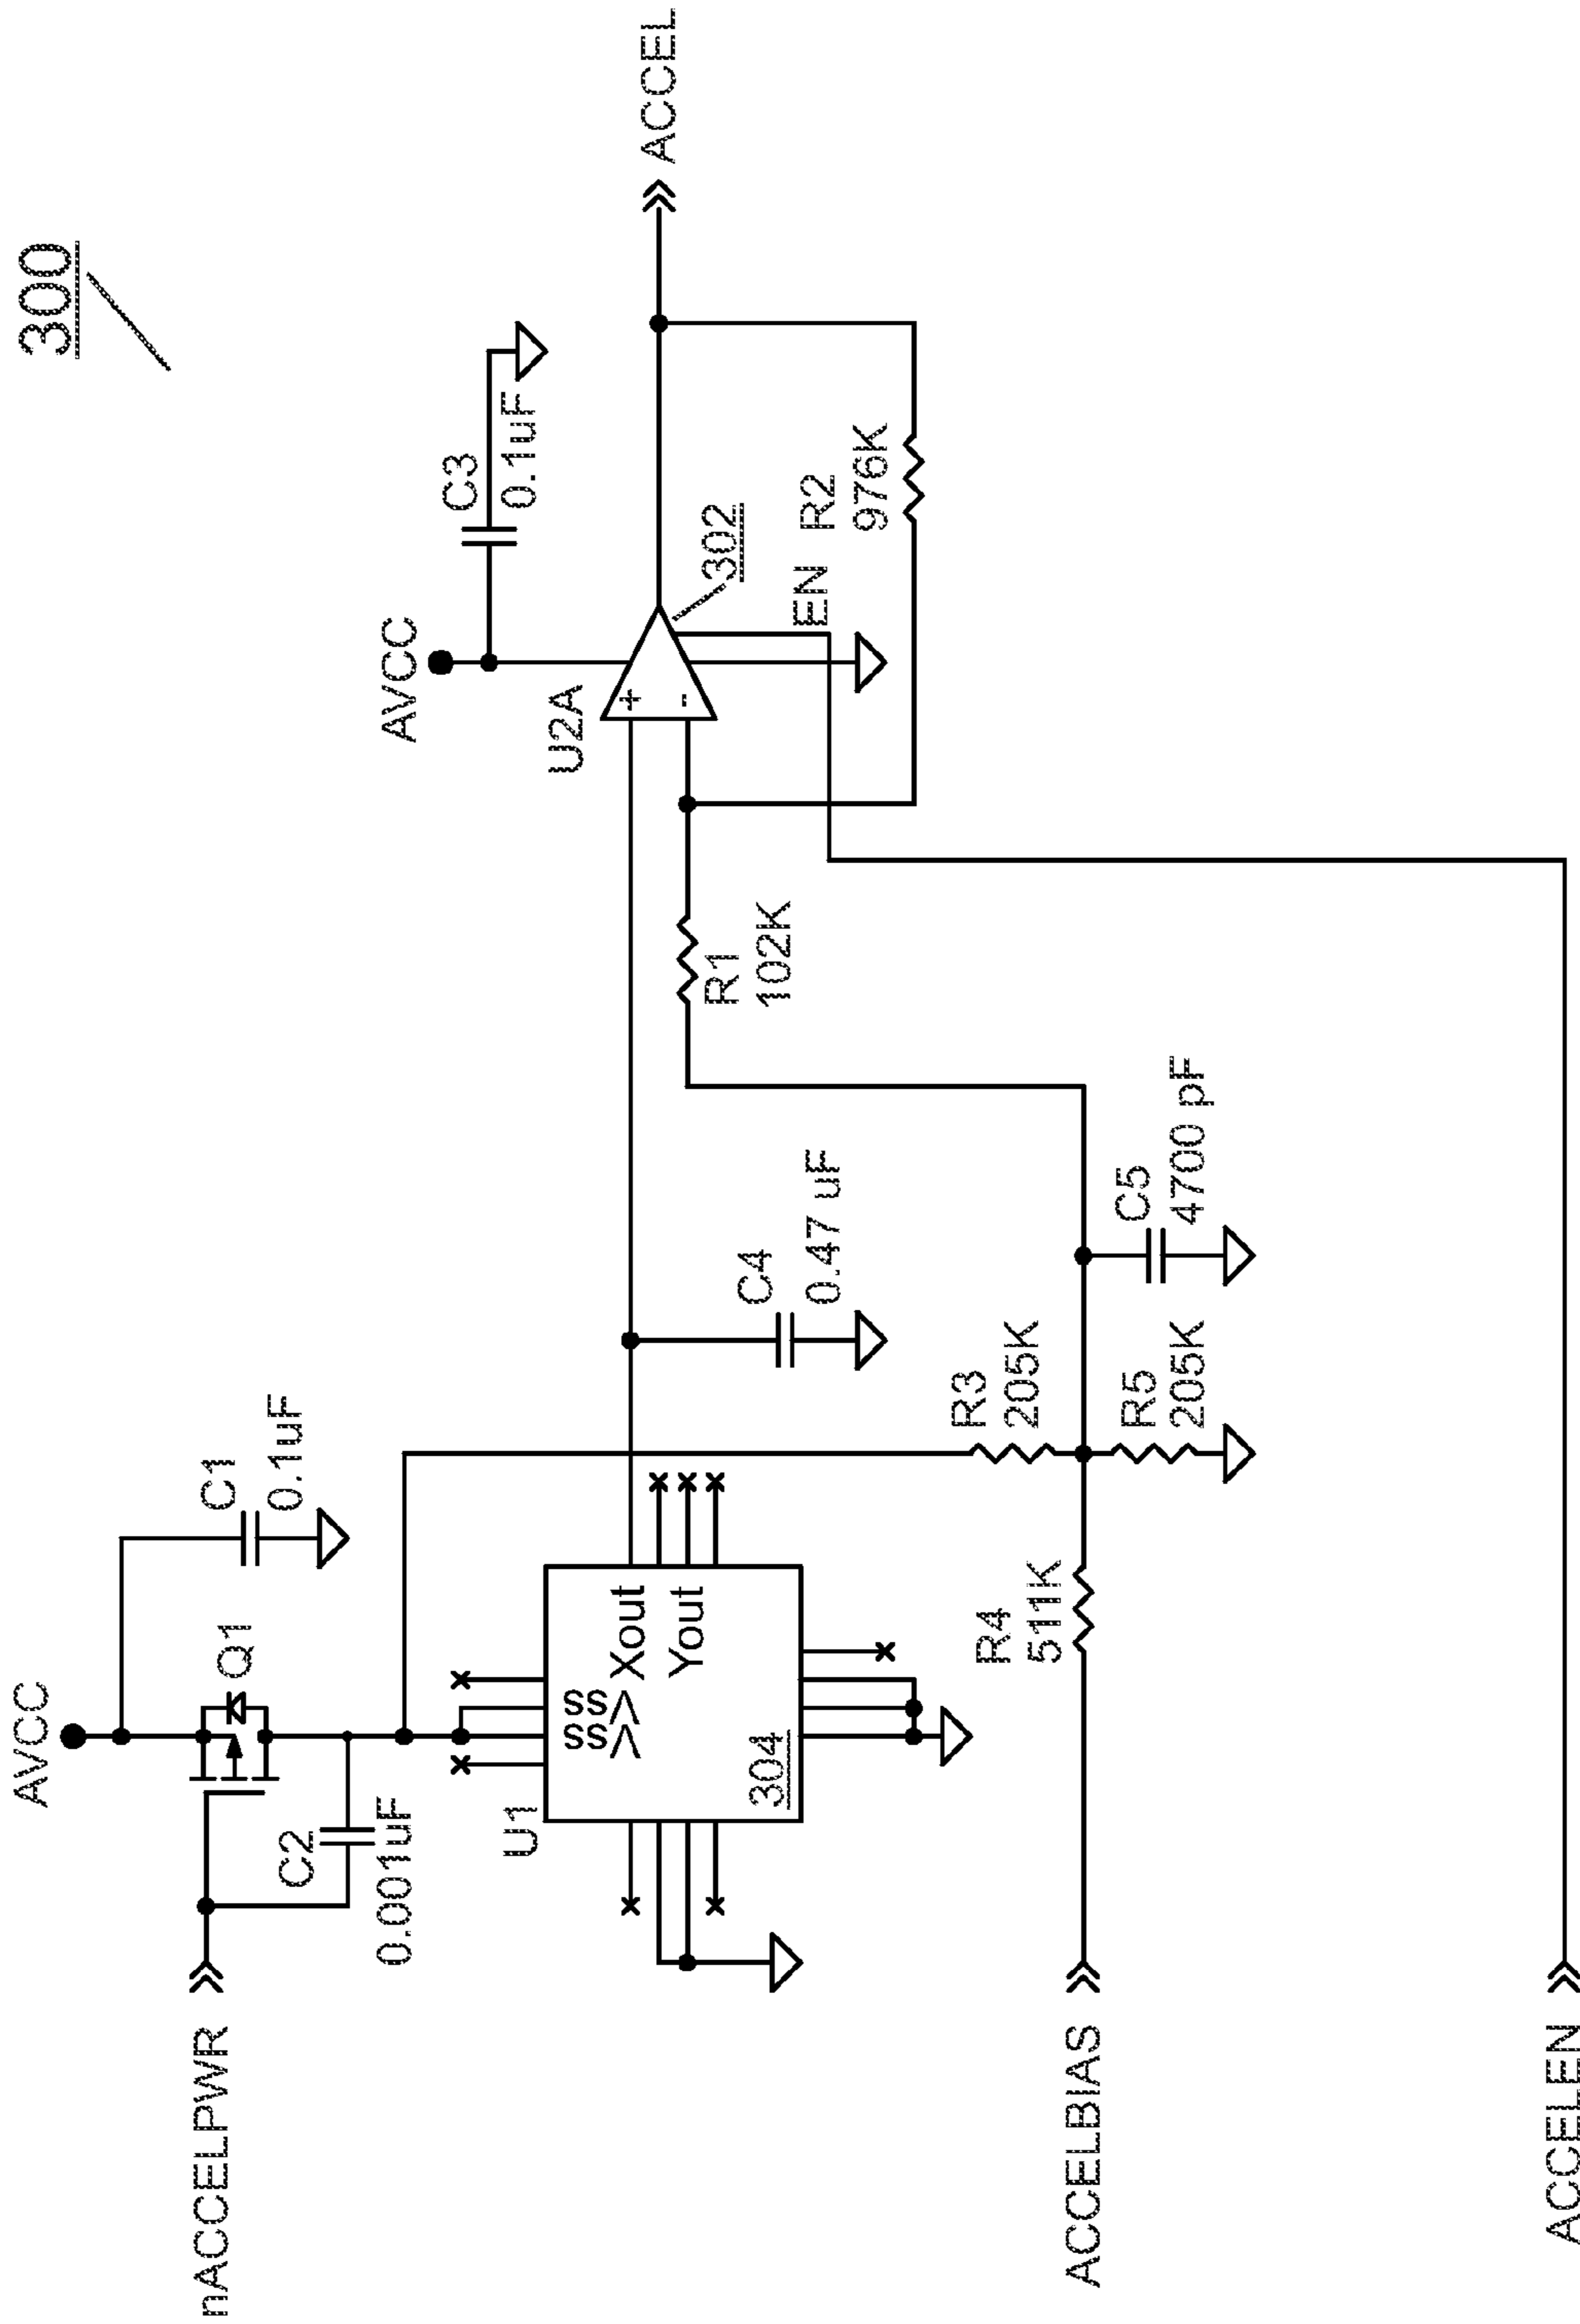 300
AVCC
C1
0.1uF
Q1
nACCELPWR
C2
0.001uF
U1
Vss
Vss
Xout
Yout
304
C4
0.47 uF
AVCC
C3
0.1uF
U2A
+
-
302
EN
ACCEL
R2
976K
R1
102K
R3
205K
R4
511K
R5
205K
C5
4700 pF
ACCELBIAS
ACCELEN